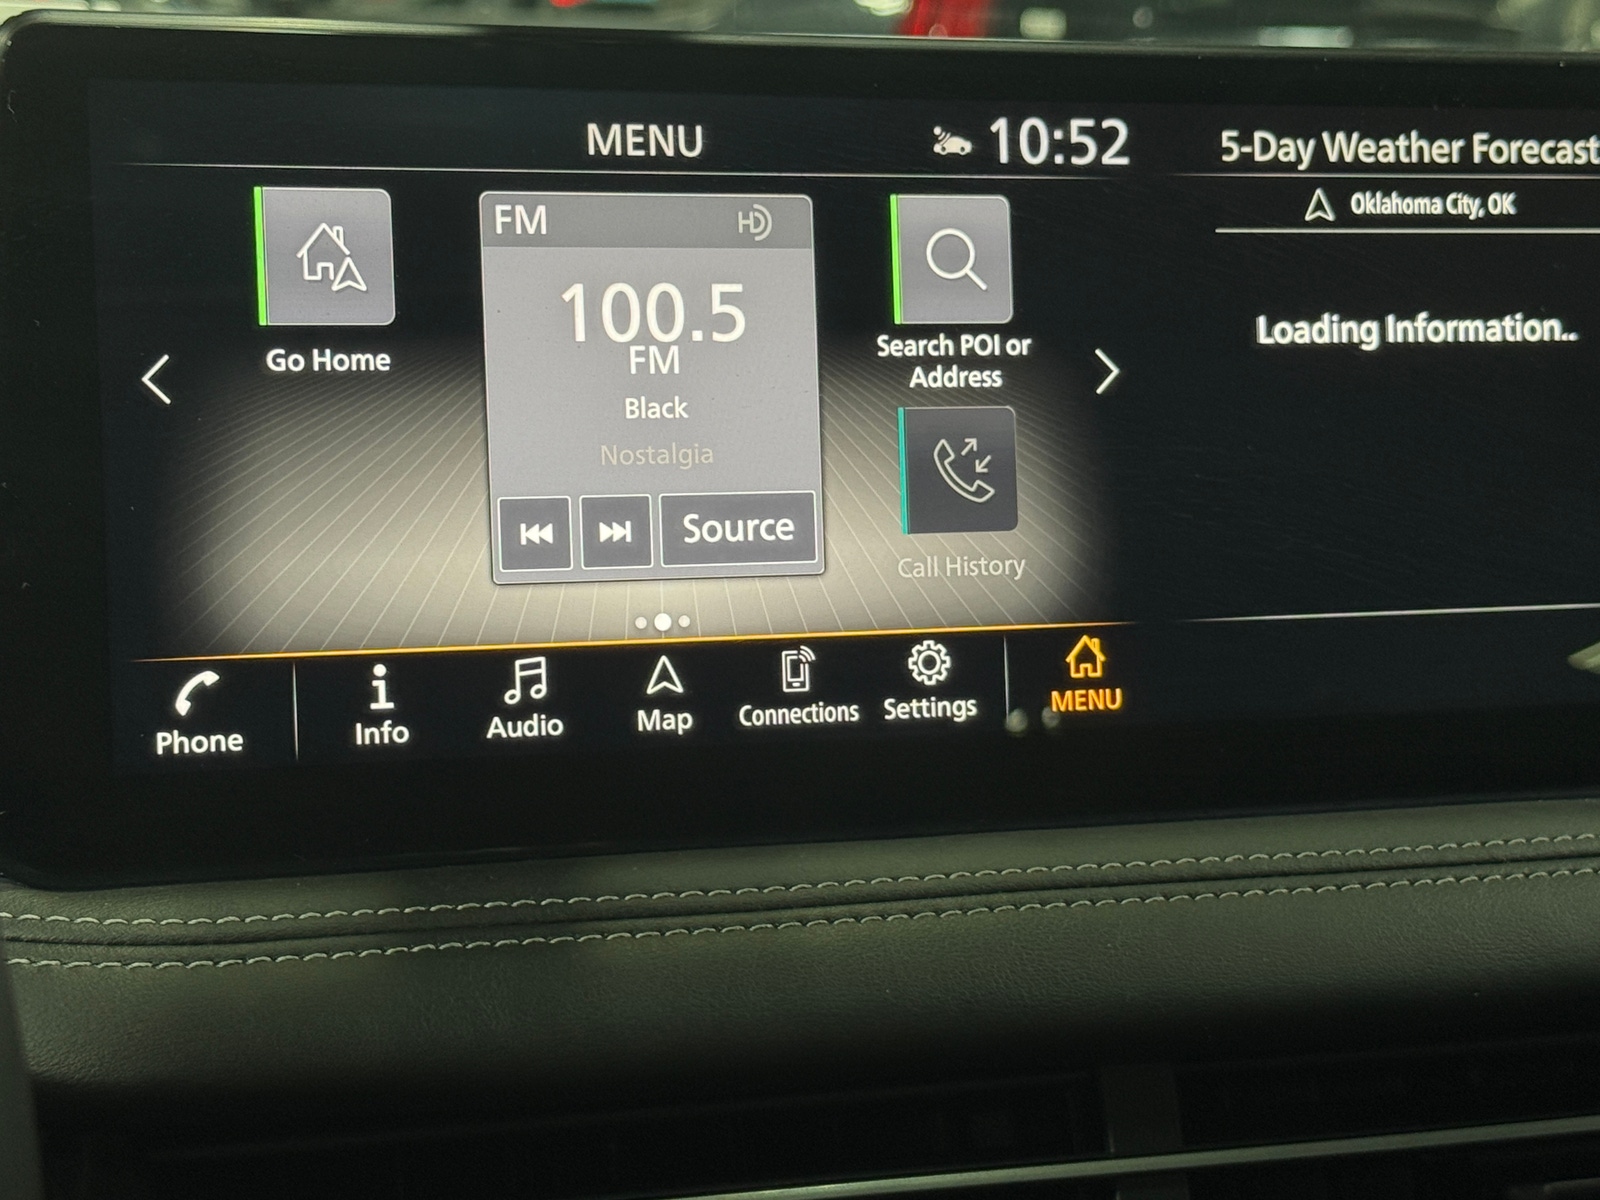 MENU
10:52
5-Day Weather Forecast
Oklahoma City, OK
Loading Information..
Go Home
FM
HD
100.5
FM
Black
Nostalgia
Source
Search POI or
Address
Call History
Phone
Info
Audio
Map
Connections
Settings
MENU